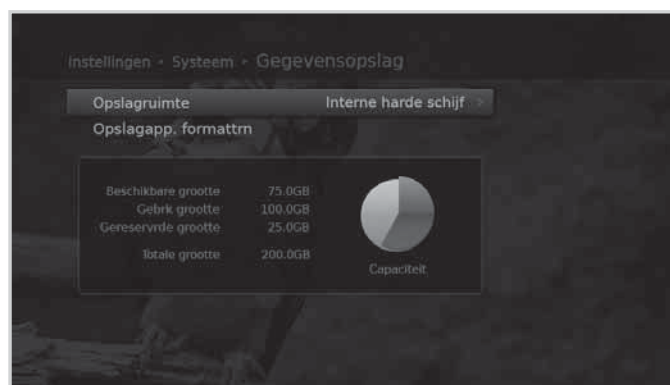 Instellingen • Systeem • Gegevensopslag
Opslagruimte Interne harde schijf >
Opslagapp. formattrn
Beschikbare grootte 75.0GB
Gebrk grootte 100.0GB
Gereservrde grootte 25.0GB
Totale grootte 200.0GB
Capaciteit